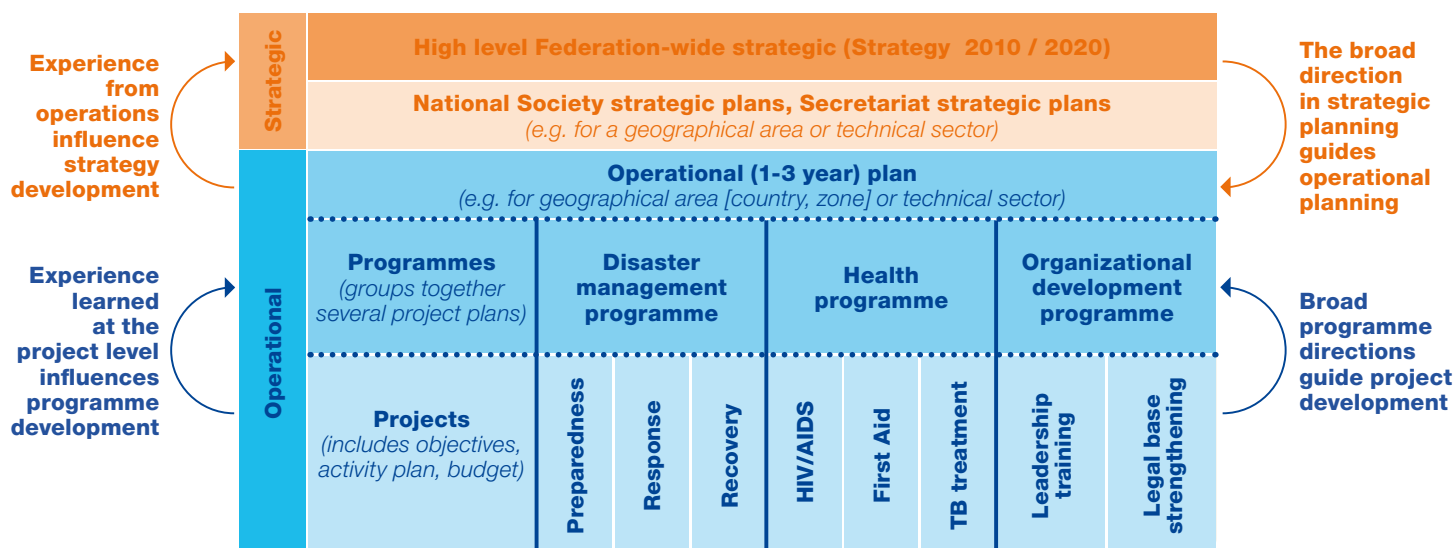 Experience
from
operations
influence
strategy
development
Strategic
High level Federation-wide strategic (Strategy 2010 / 2020)
National Society strategic plans, Secretariat strategic plans
(e.g. for a geographical area or technical sector)
The broad
direction
in strategic
planning
guides
operational
planning
Experience
learned
at the
project level
influences
programme
development
Operational
Operational (1-3 year) plan
(e.g. for geographical area [country, zone] or technical sector)
Programmes
(groups together
several project plans)
Disaster
management
programme
Health
programme
Organizational
development
programme
Projects
(includes objectives,
activity plan, budget)
Preparedness
Response
Recovery
HIV/AIDS
First Aid
TB treatment
Leadership
training
Legal base
strengthening
Broad
programme
directions
guide project
development